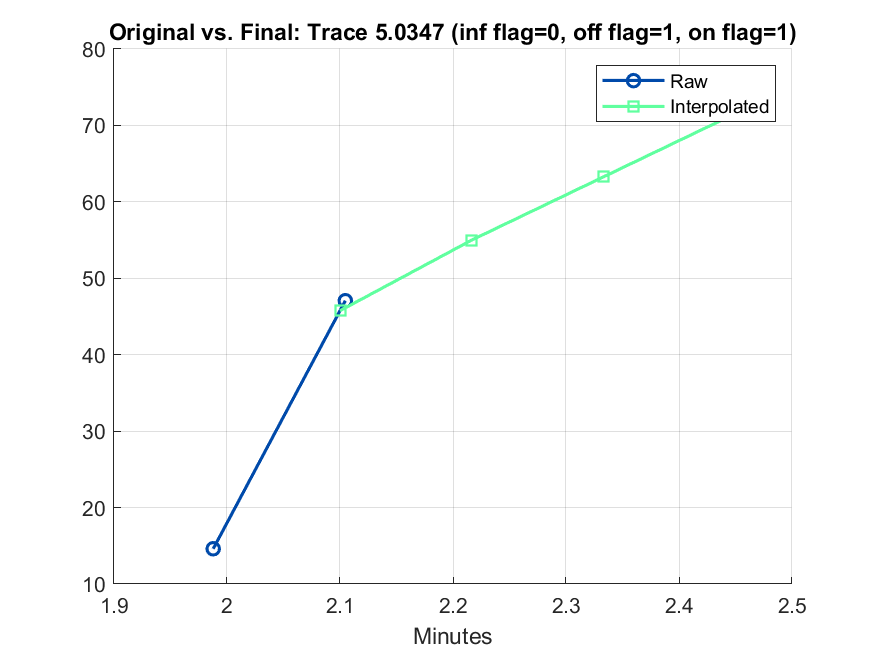 Original vs. Final: Trace 5.0347 (inf flag=0, off flag=1, on flag=1)
80
Raw
Interpolated
70
60
50
40
30
20
10
1.9 2 2.1 2.2 2.3 2.4 2.5
Minutes